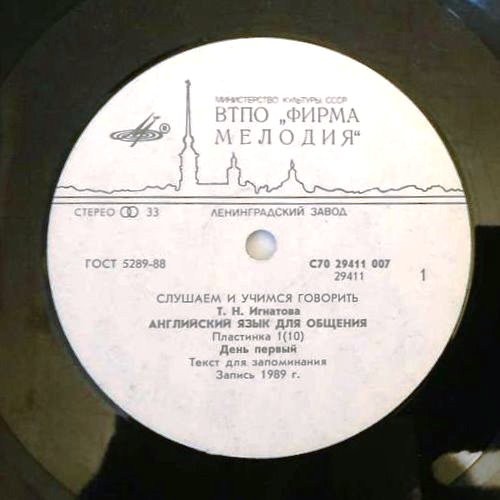 МИНИСТЕРСТВО КУЛЬТУРЫ СССР
ВТПО „ФИРМА
МЕЛОДИЯ“
®
СТЕРЕО 33
ЛЕНИНГРАДСКИЙ ЗАВОД
ГОСТ 5289-88
С70 29411 007
29411
1
СЛУШАЕМ И УЧИМСЯ ГОВОРИТЬ
Т. Н. Игнатова
АНГЛИЙСКИЙ ЯЗЫК ДЛЯ ОБЩЕНИЯ
Пластинка 1(10)
День первый
Текст для запоминания
Запись 1989 г.